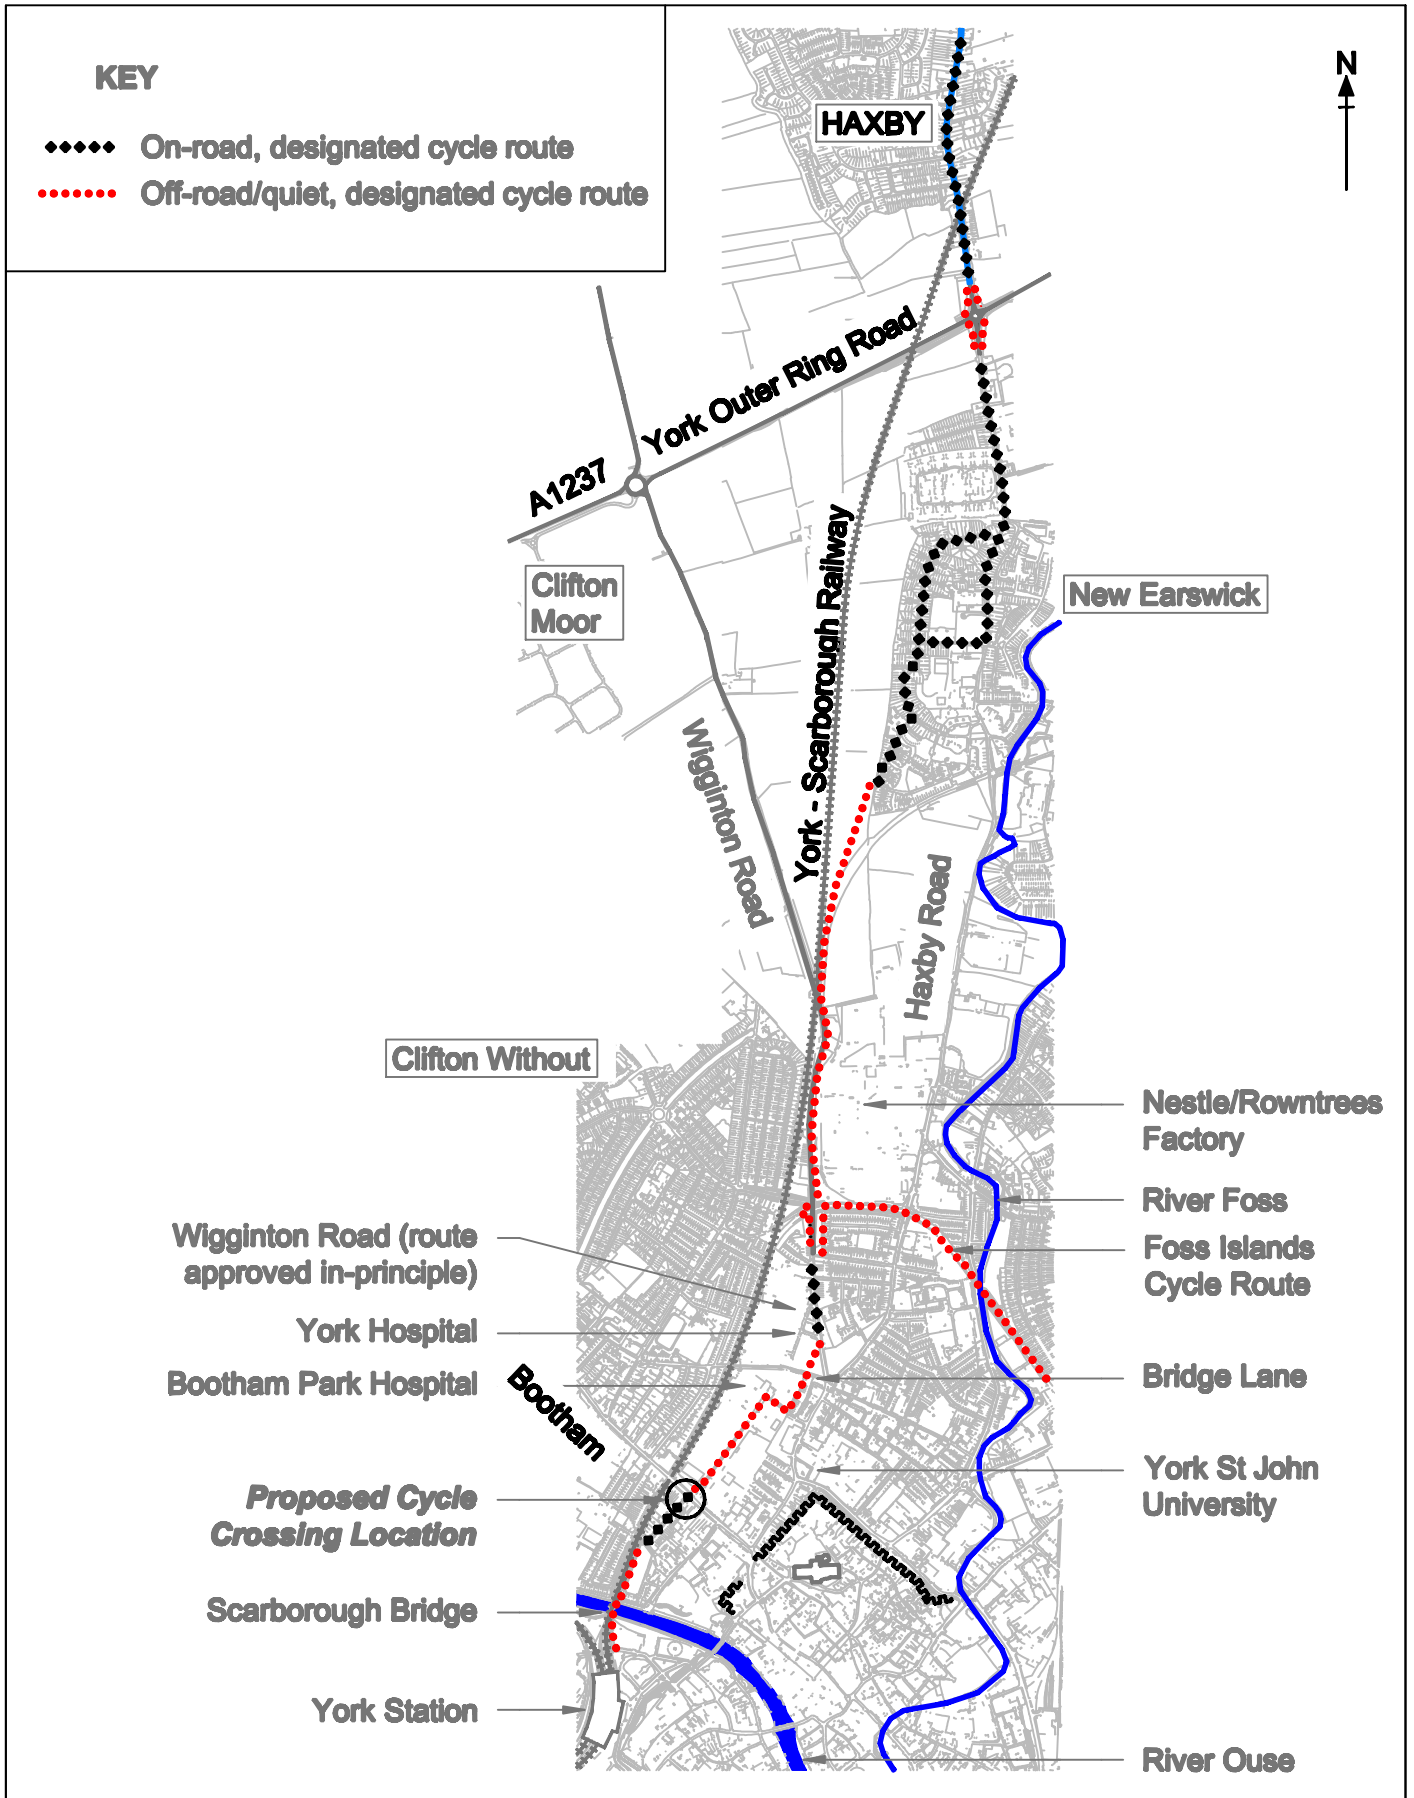 KEY
On-road, designated cycle route
Off-road/quiet, designated cycle route
N
HAXBY
York Outer Ring Road
A1237
Clifton
Moor
New Earswick
York - Scarborough Railway
Wigginton Road
Haxby Road
Clifton Without
Nestle/Rowntrees
Factory
River Foss
Foss Islands
Cycle Route
Wigginton Road (route
approved in-principle)
York Hospital
Bootham Park Hospital
Bootham
Bridge Lane
York St John
University
Proposed Cycle
Crossing Location
Scarborough Bridge
York Station
River Ouse